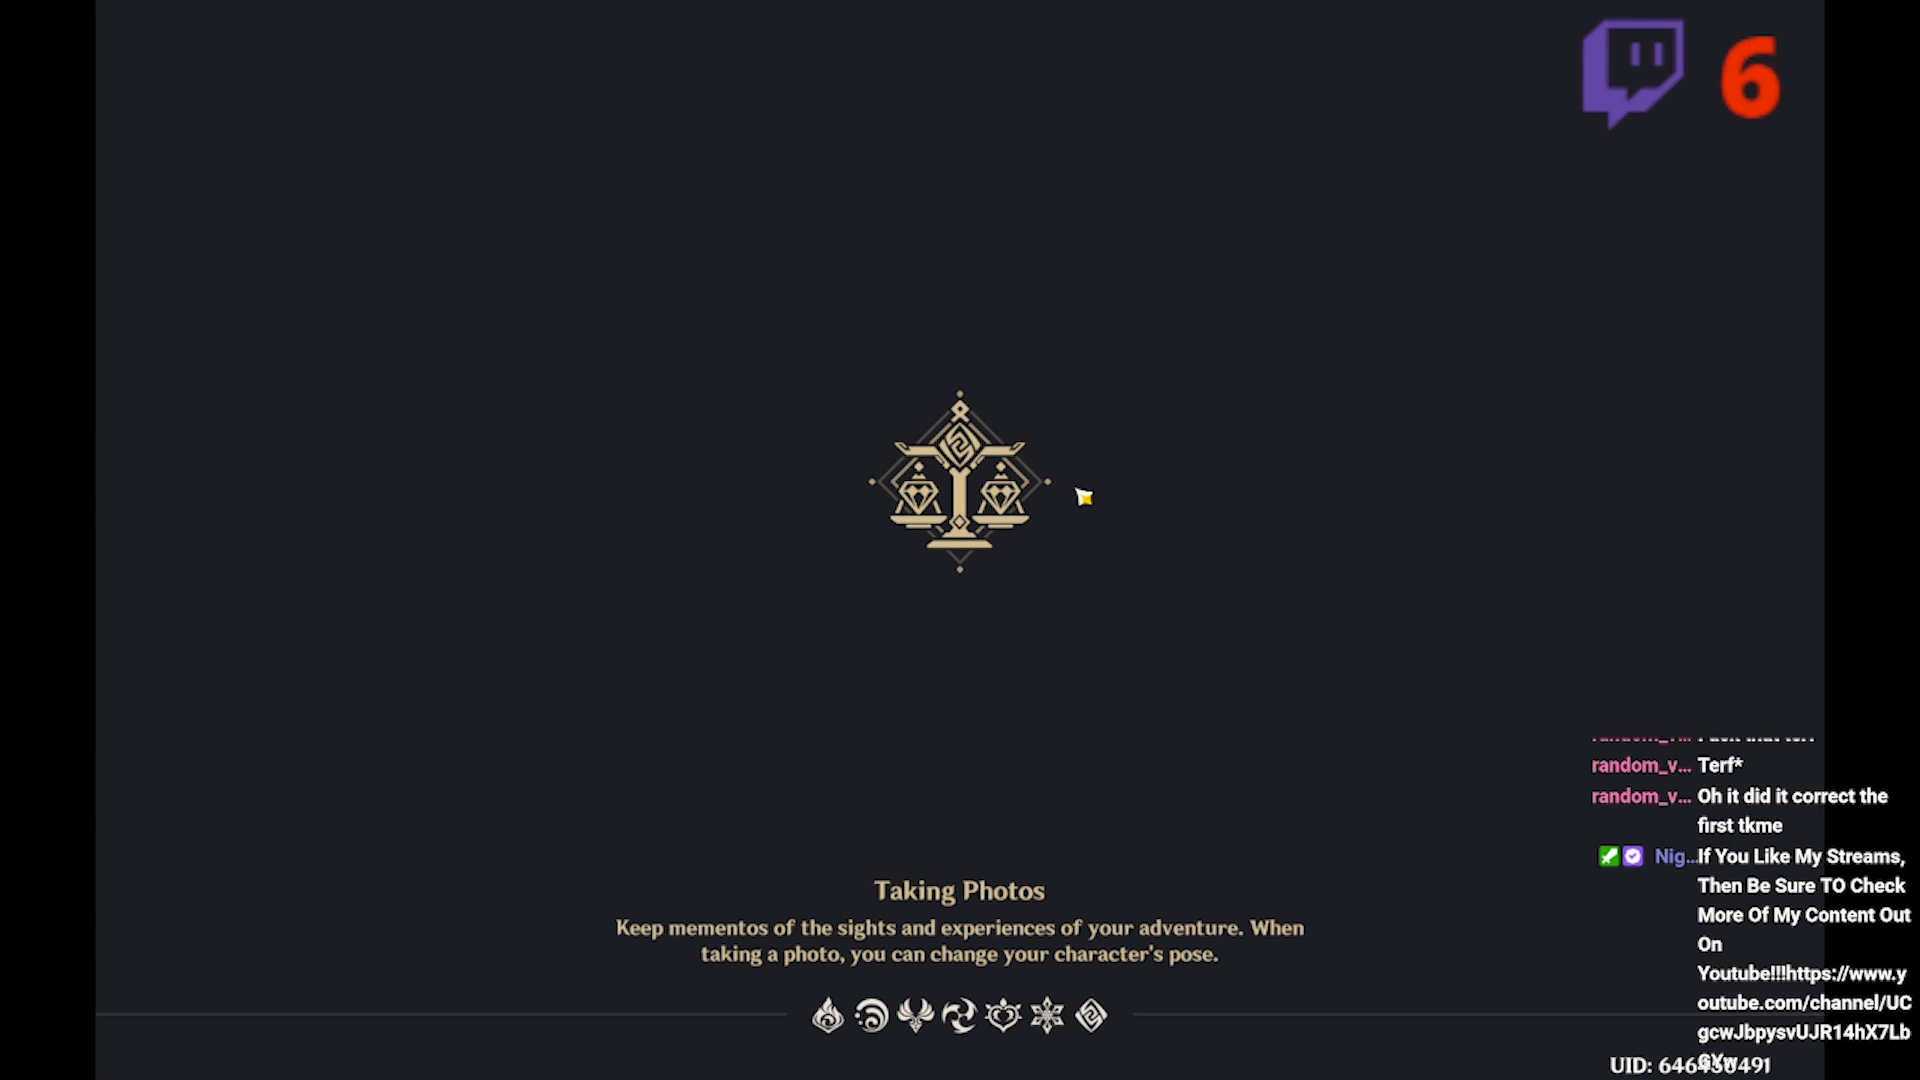 6
random_v... Terf*
random_v... Oh it did it correct the
first tkme
Nig... If You Like My Streams,
Then Be Sure TO Check
More Of My Content Out
On
Youtube!!!https://www.y
outube.com/channel/UC
gcwJbpysvUJR14hX7Lb
Taking Photos
Keep mementos of the sights and experiences of your adventure. When
taking a photo, you can change your character's pose.
UID: